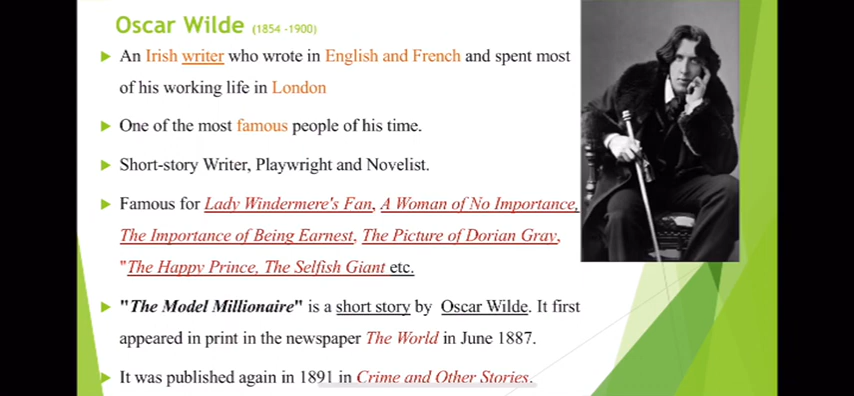 Oscar Wilde (1854 -1900)
An Irish writer who wrote in English and French and spent most
of his working life in London
One of the most famous people of his time.
Short-story Writer, Playwright and Novelist.
Famous for Lady Windermere's Fan, A Woman of No Importance,
The Importance of Being Earnest, The Picture of Dorian Gray,
"The Happy Prince, The Selfish Giant etc.
"The Model Millionaire" is a short story by Oscar Wilde. It first
appeared in print in the newspaper The World in June 1887.
It was published again in 1891 in Crime and Other Stories.